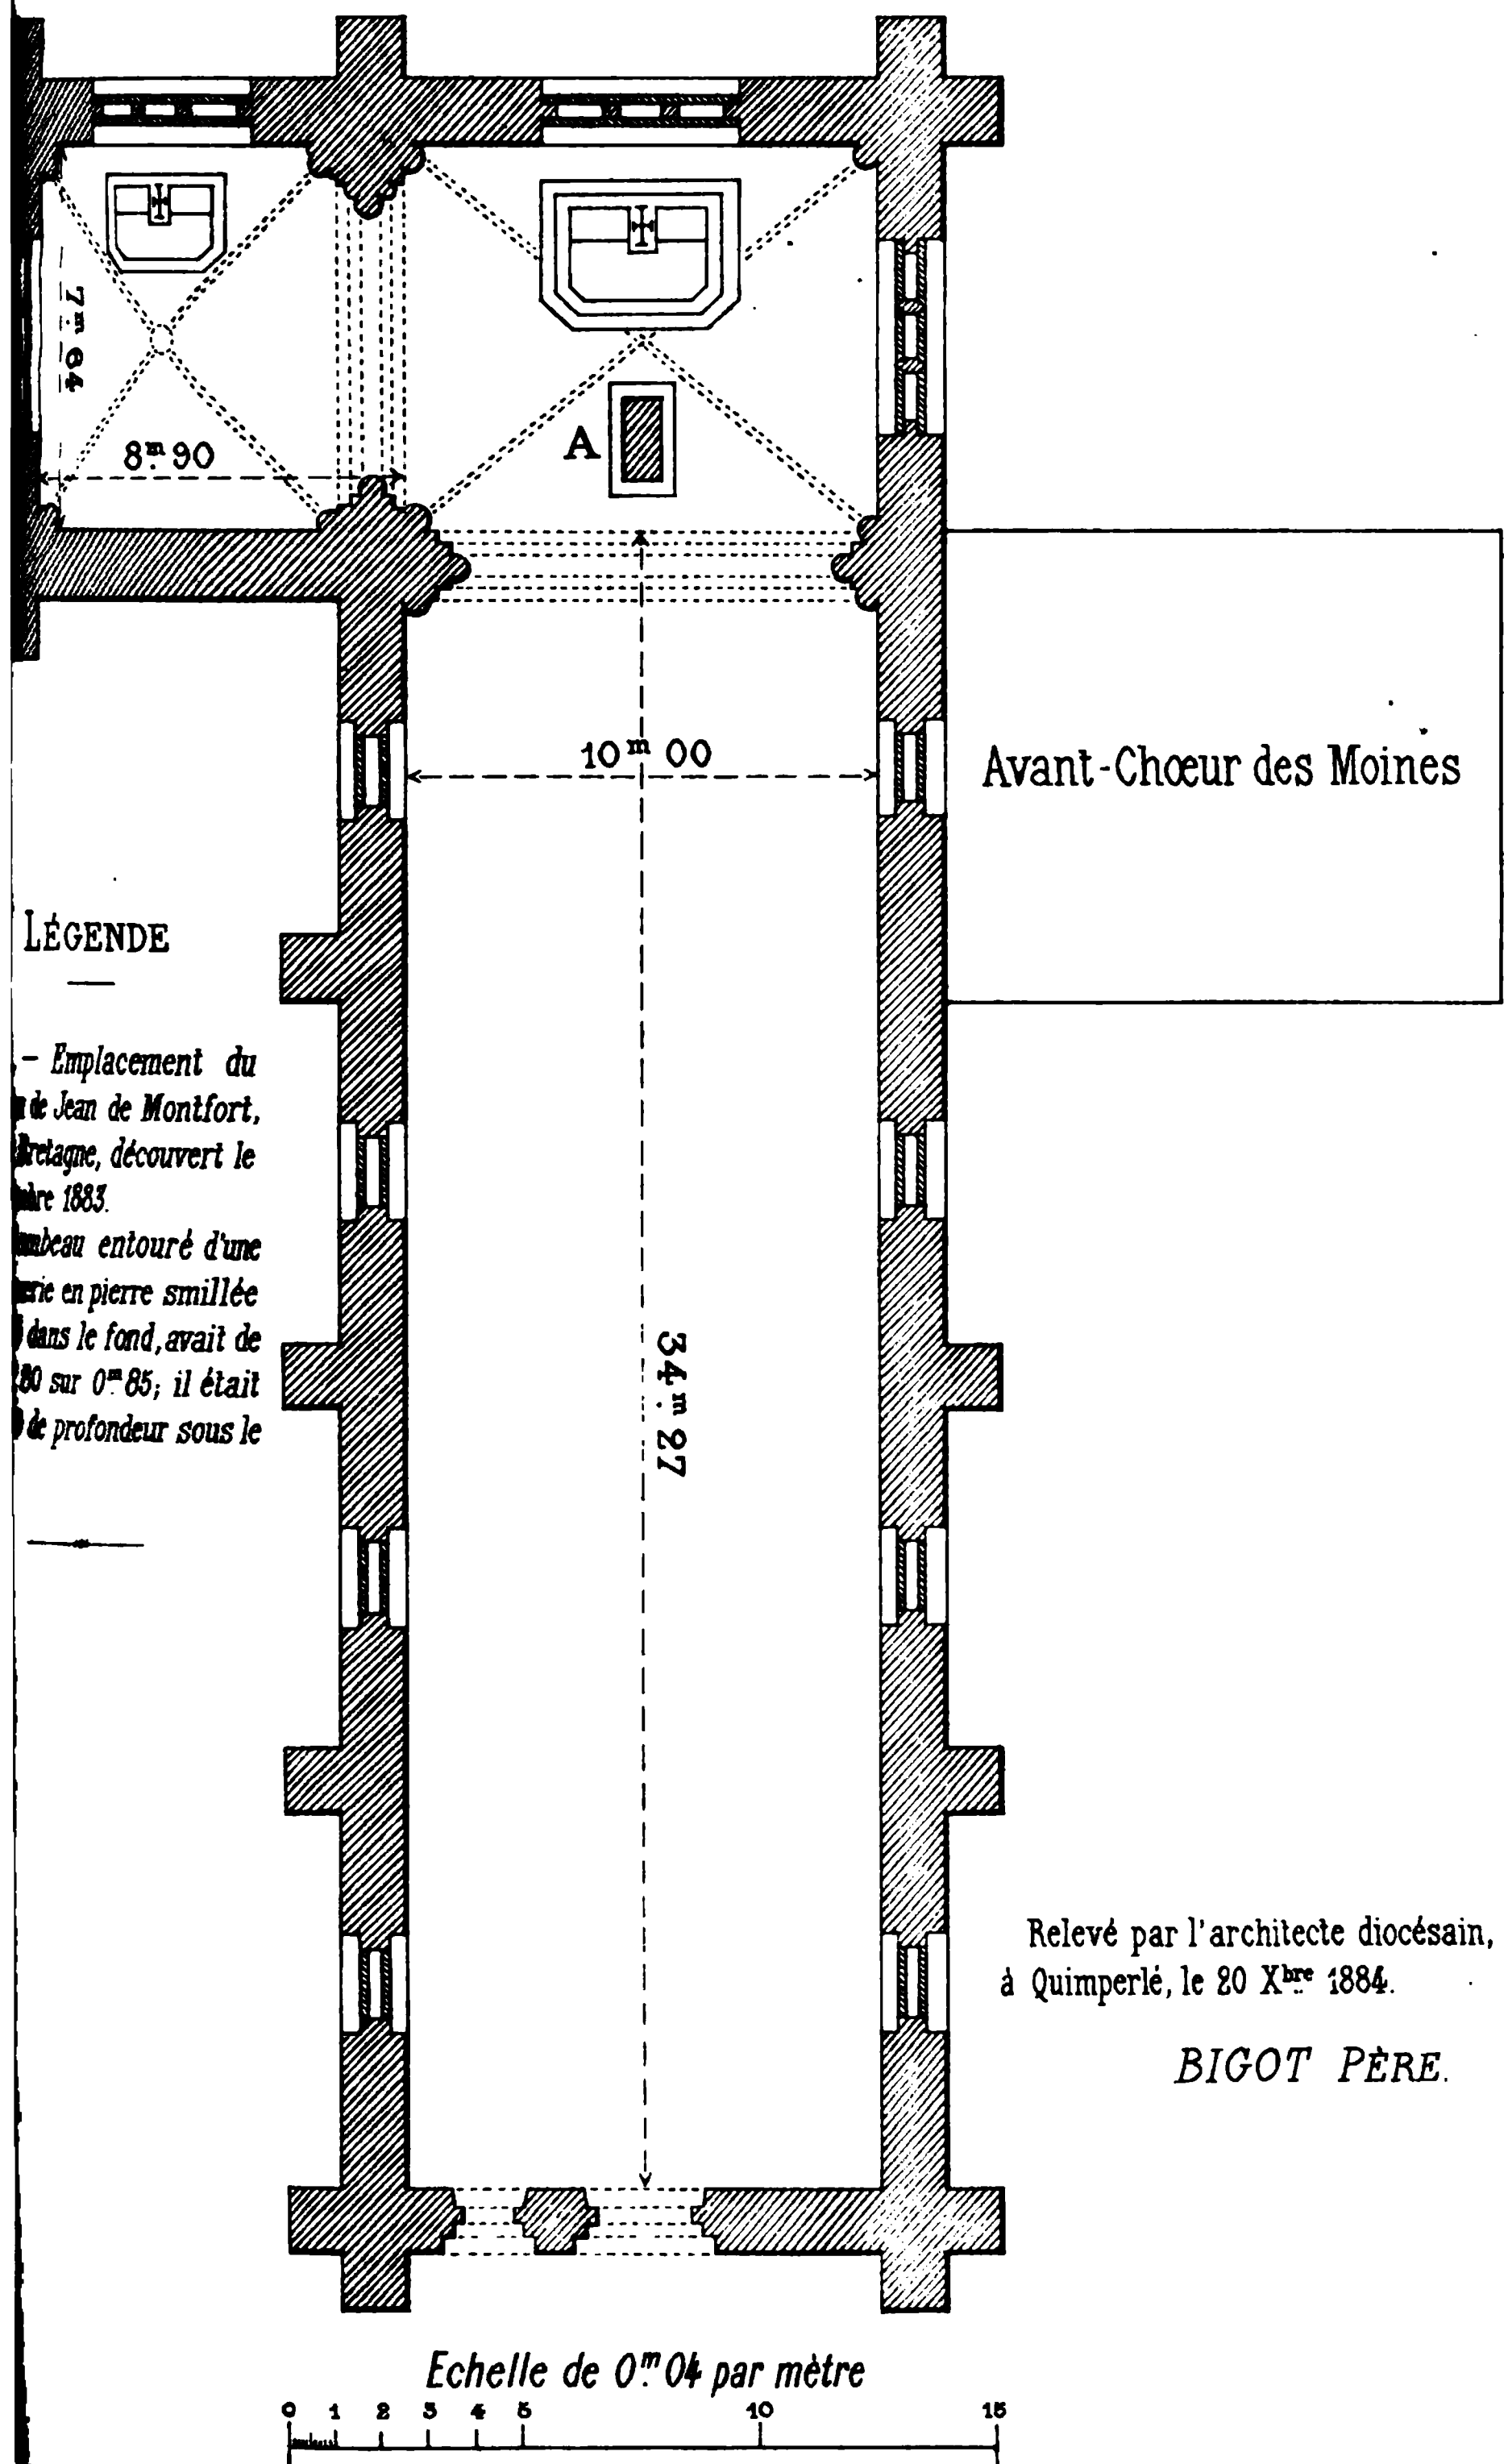 7m 64
8m 90
A
10m 00
Avant-Chœur des Moines
LÉGENDE
— Emplacement du
de Jean de Montfort,
Bretagne, découvert le
1883.
entouré d'une
en pierre smillée
dans le fond, avait de
80 sur 0m 85; il était
de profondeur sous le
34m 27
Relevé par l'architecte diocésain,
à Quimperlé, le 20 Xbre 1884.
BIGOT PÈRE.
Echelle de 0m 04 par mètre
0 1 2 3 4 5 10 15